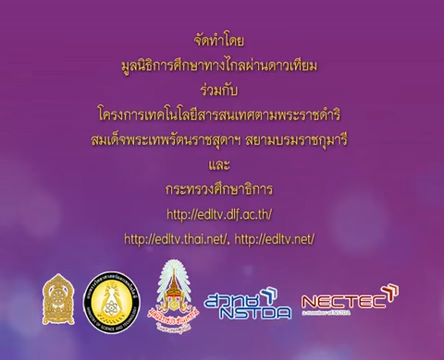 จัดทำโดย
มูลนิธิการศึกษาทางไกลผ่านดาวเทียม
ร่วมกับ
โครงการเทคโนโลยีสารสนเทศตามพระราชดำริ
สมเด็จพระเทพรัตนราชสุดาฯ สยามบรมราชกุมารี
และ
กระทรวงศึกษาธิการ
http://edltv.dlf.ac.th/
http://edltv.thai.net/, http://edltv.net/
สวทช
NSTDA
NECTEC
a member of NSTDA